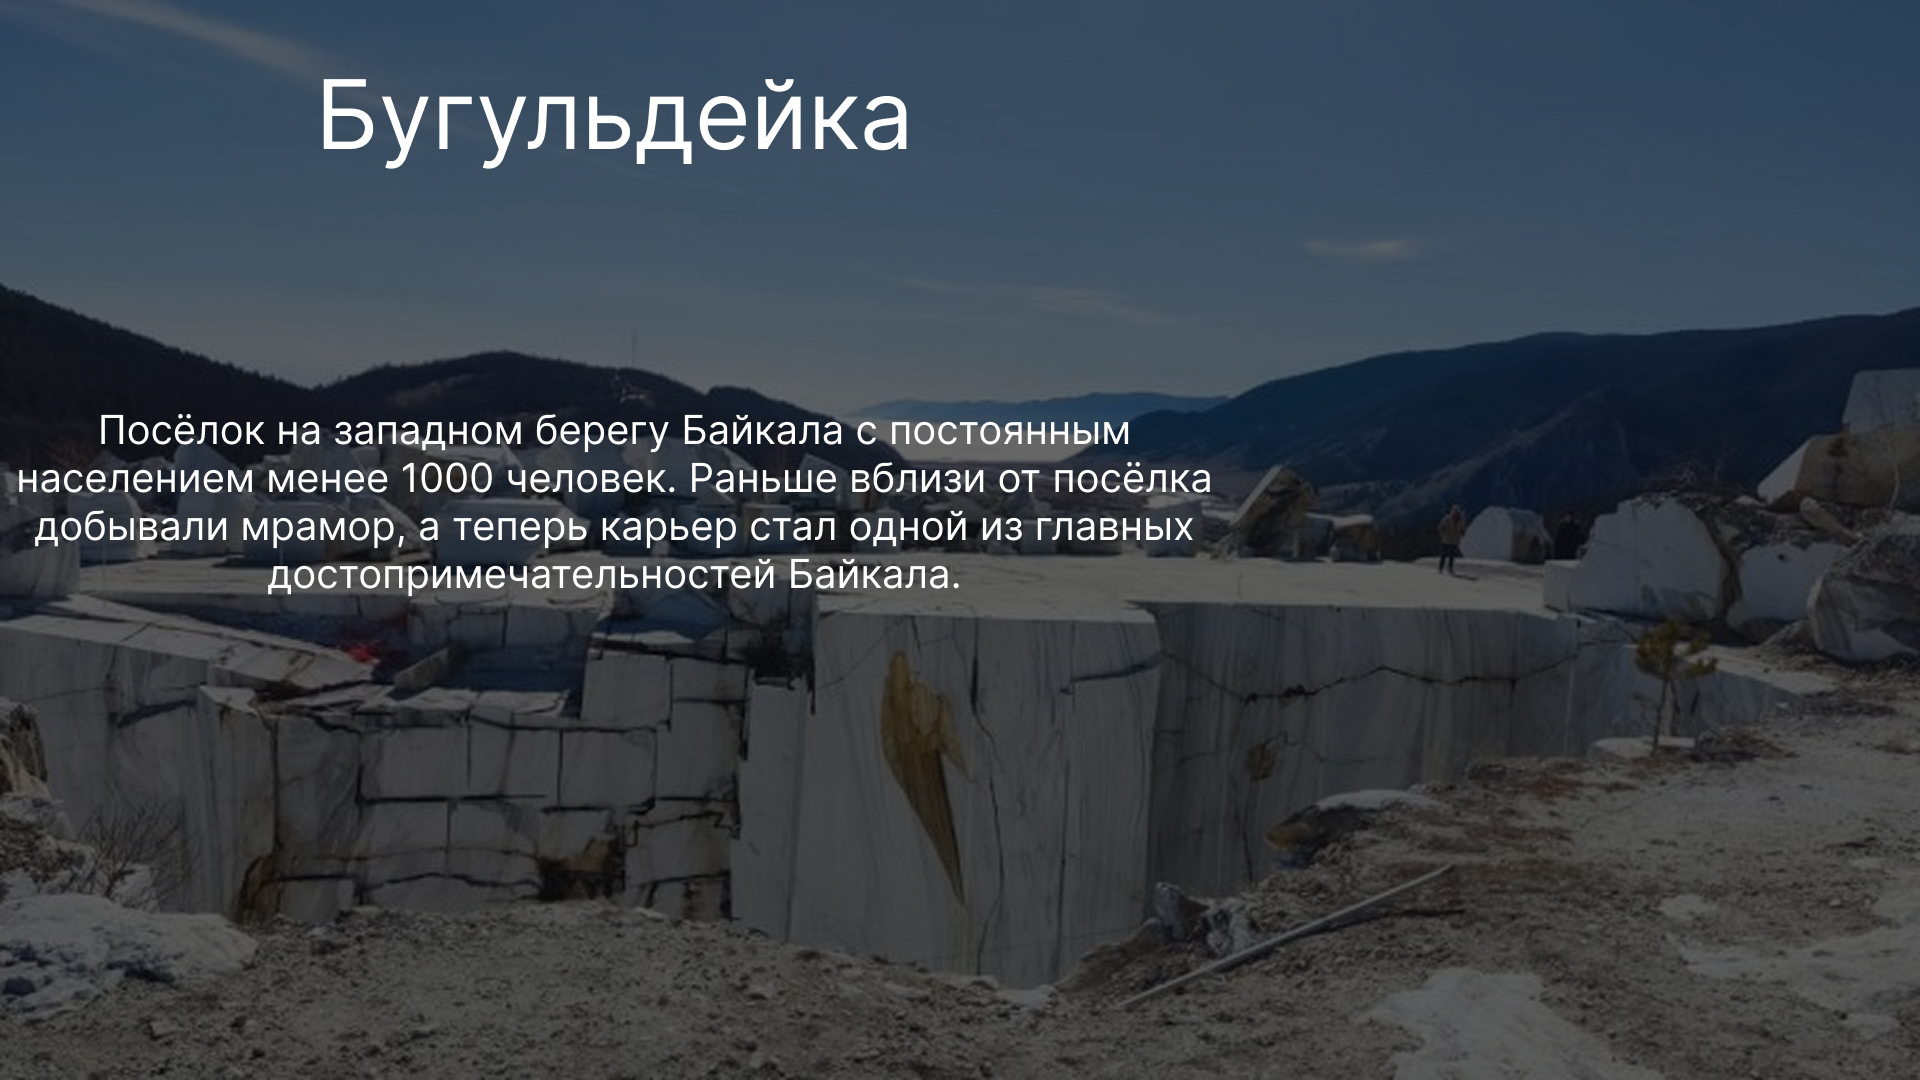 Бугульдейка
Посёлок на западном берегу Байкала с постоянным
населением менее 1000 человек. Раньше вблизи от посёлка
добывали мрамор, а теперь карьер стал одной из главных
достопримечательностей Байкала.